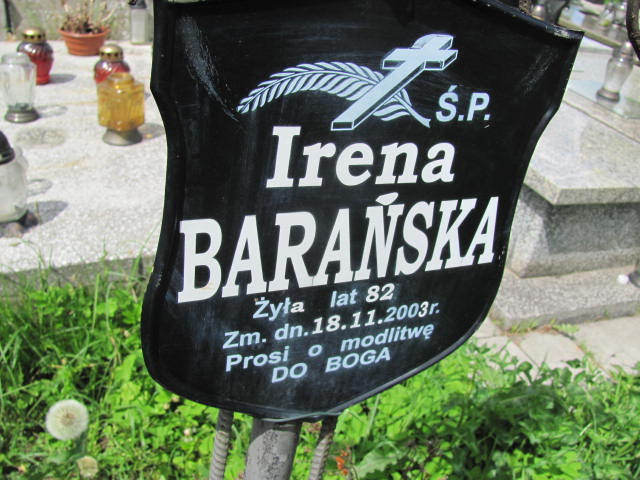 Ś.P.
Irena
BARAŃSKA
Żyła lat 82
Zm. dn. 18.11.2003r.
Prosi o modlitwę
DO BOGA